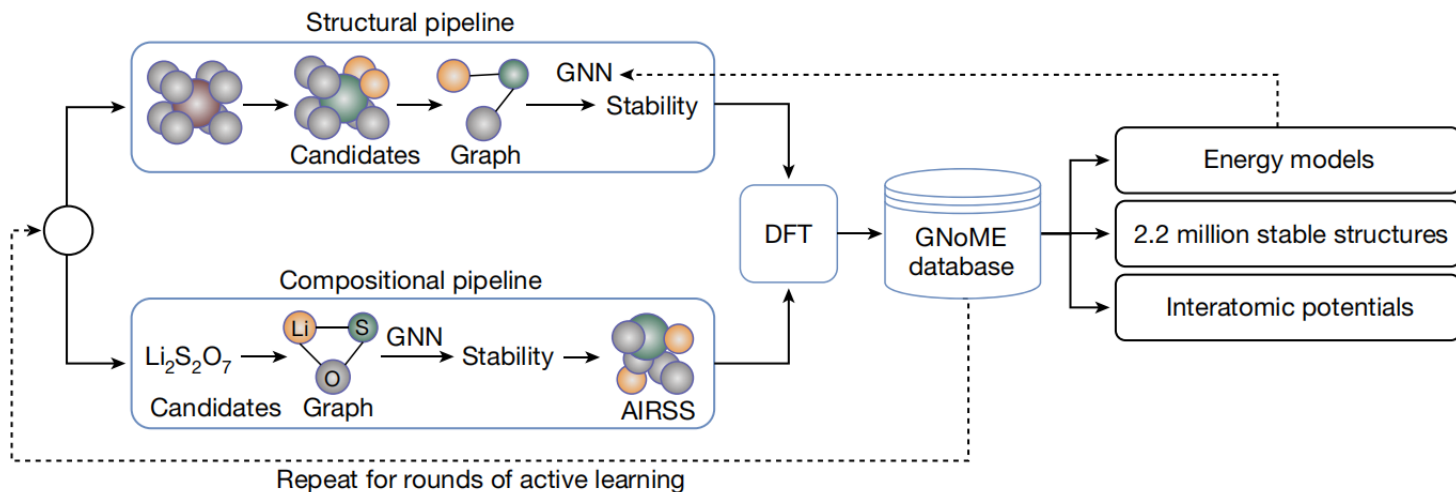 Structural pipeline
GNN
Stability
Candidates
Graph
Energy models
DFT
GNoME
database
2.2 million stable structures
Interatomic potentials
Compositional pipeline
Li
S
O
GNN
Li₂S₂O₇
Stability
Candidates
Graph
AIRSS
Repeat for rounds of active learning